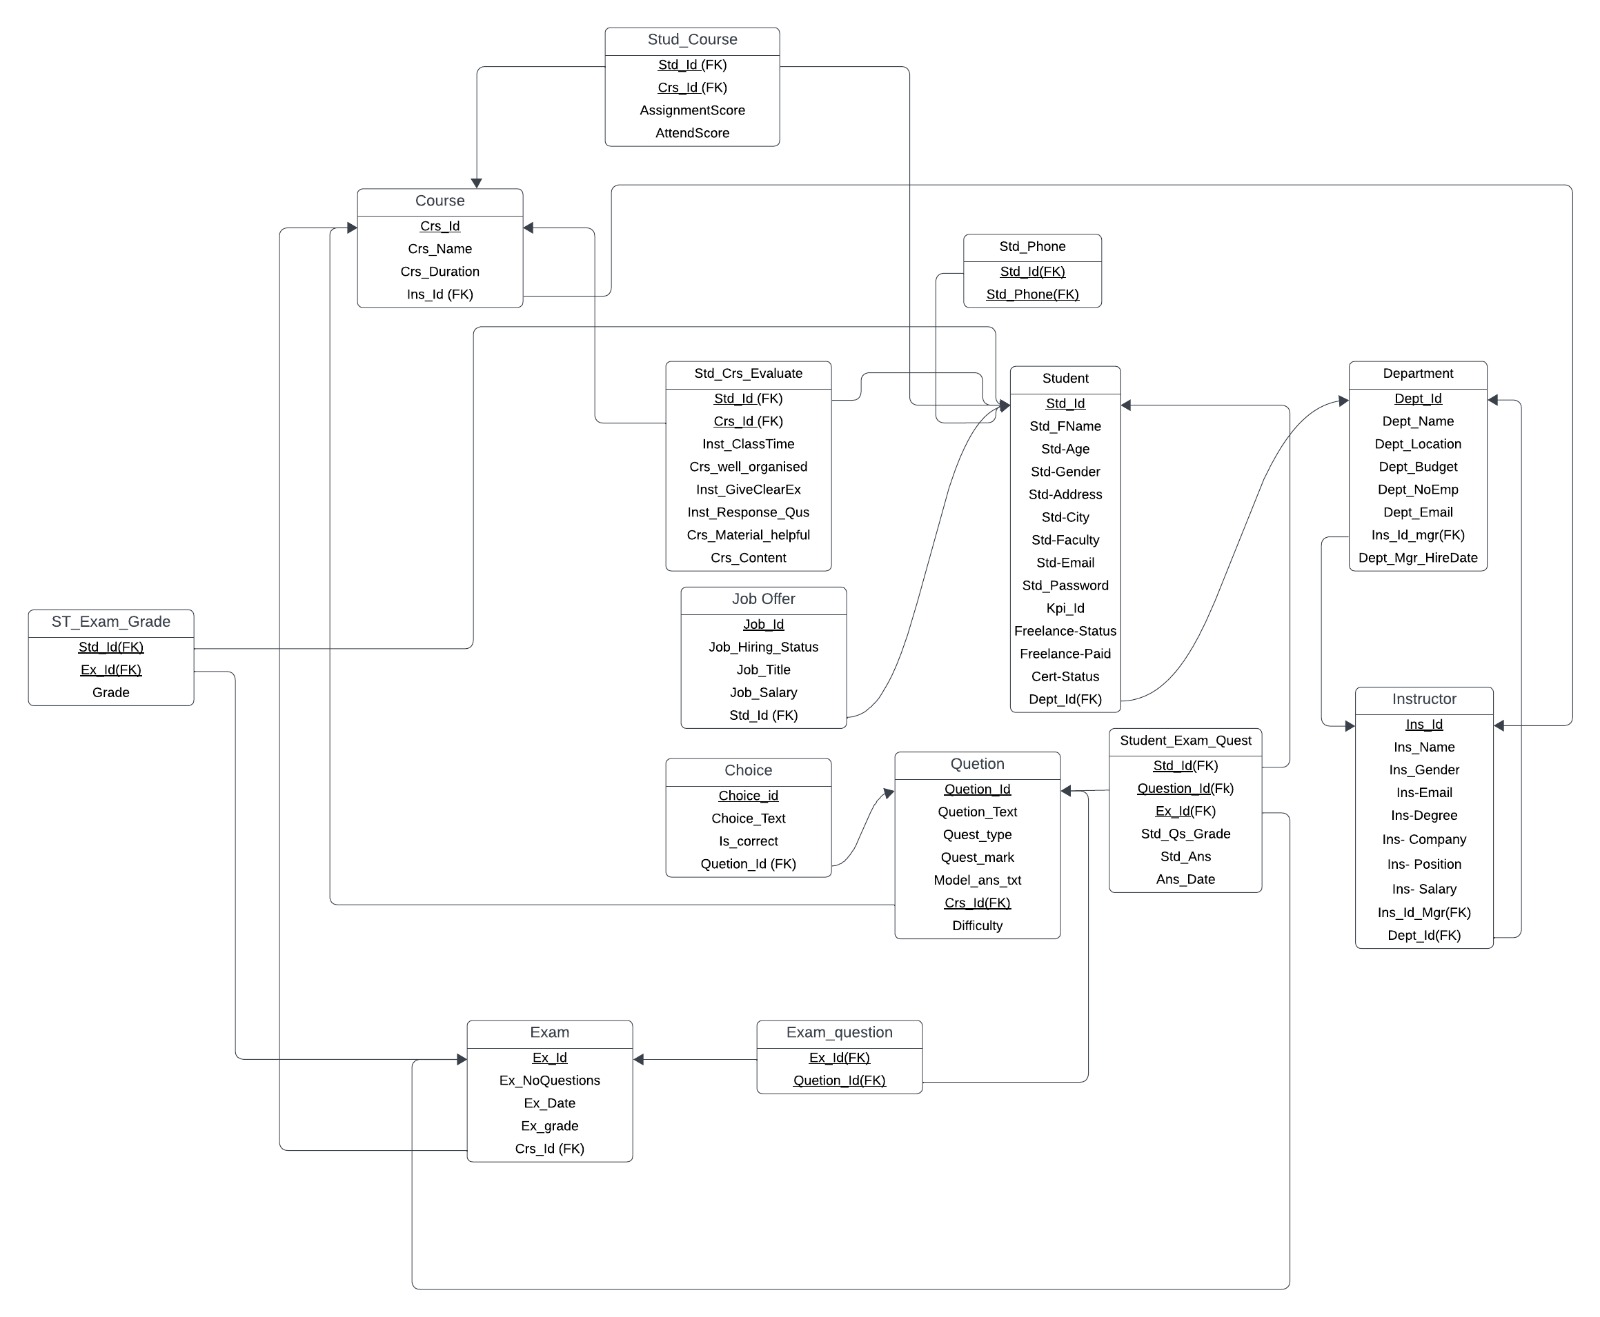 Stud_Course
Std_Id (FK)
Crs_Id (FK)
AssignmentScore
AttendScore
Course
Crs_Id
Crs_Name
Crs_Duration
Ins_Id (FK)
Std_Phone
Std_Id(FK)
Std_Phone(FK)
Std_Crs_Evaluate
Std_Id (FK)
Crs_Id (FK)
Inst_ClassTime
Crs_well_organised
Inst_GiveClearEx
Inst_Response_Qus
Crs_Material_helpful
Crs_Content
Student
Std_Id
Std_FName
Std-Age
Std-Gender
Std-Address
Std-City
Std-Faculty
Std-Email
Std_Password
Kpi_Id
Freelance-Status
Freelance-Paid
Cert-Status
Dept_Id(FK)
Department
Dept_Id
Dept_Name
Dept_Location
Dept_Budget
Dept_NoEmp
Dept_Email
Ins_Id_mgr(FK)
Dept_Mgr_HireDate
ST_Exam_Grade
Std_Id(FK)
Ex_Id(FK)
Grade
Job Offer
Job_Id
Job_Hiring_Status
Job_Title
Job_Salary
Std_Id (FK)
Choice
Choice_id
Choice_Text
Is_correct
Quetion_Id (FK)
Quetion
Quetion_Id
Quetion_Text
Quest_type
Quest_mark
Model_ans_txt
Crs_Id(FK)
Difficulty
Student_Exam_Quest
Std_Id(FK)
Question_Id(Fk)
Ex_Id(FK)
Std_Qs_Grade
Std_Ans
Ans_Date
Instructor
Ins_Id
Ins_Name
Ins_Gender
Ins-Email
Ins-Degree
Ins- Company
Ins- Position
Ins- Salary
Ins_Id_Mgr(FK)
Dept_Id(FK)
Exam
Ex_Id
Ex_NoQuestions
Ex_Date
Ex_grade
Crs_Id (FK)
Exam_question
Ex_Id(FK)
Quetion_Id(FK)